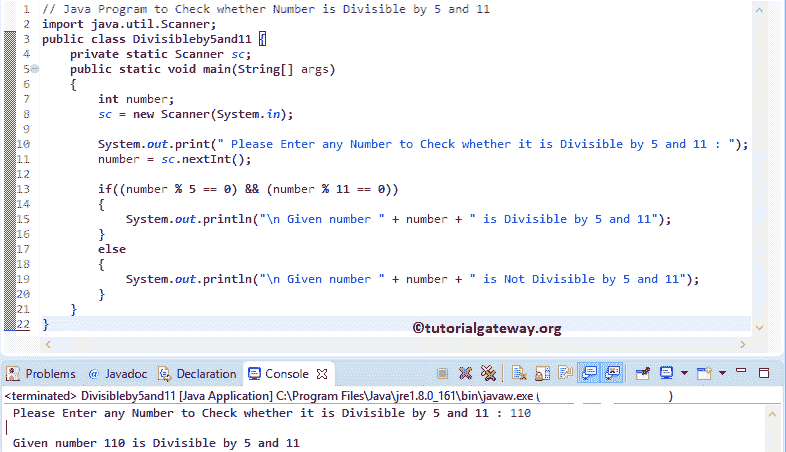 1 // Java Program to Check whether Number is Divisible by 5 and 11
2 import java.util.Scanner;
3 public class Divisibleby5and11 {
4 private static Scanner sc;
5 public static void main(String[] args)
6 {
7 int number;
8 sc = new Scanner(System.in);
9
10 System.out.print(" Please Enter any Number to Check whether it is Divisible by 5 and 11 : ");
11 number = sc.nextInt();
12
13 if((number % 5 == 0) && (number % 11 == 0))
14 {
15 System.out.println("\n Given number " + number + " is Divisible by 5 and 11");
16 }
17 else
18 {
19 System.out.println("\n Given number " + number + " is Not Divisible by 5 and 11");
20 }
21 }
22 }
©tutorialgateway.org
Problems @ Javadoc Declaration Console
<terminated> Divisibleby5and11 [Java Application] C:\Program Files\Java\jre1.8.0_161\bin\javaw.exe ( )
Please Enter any Number to Check whether it is Divisible by 5 and 11 : 110
Given number 110 is Divisible by 5 and 11